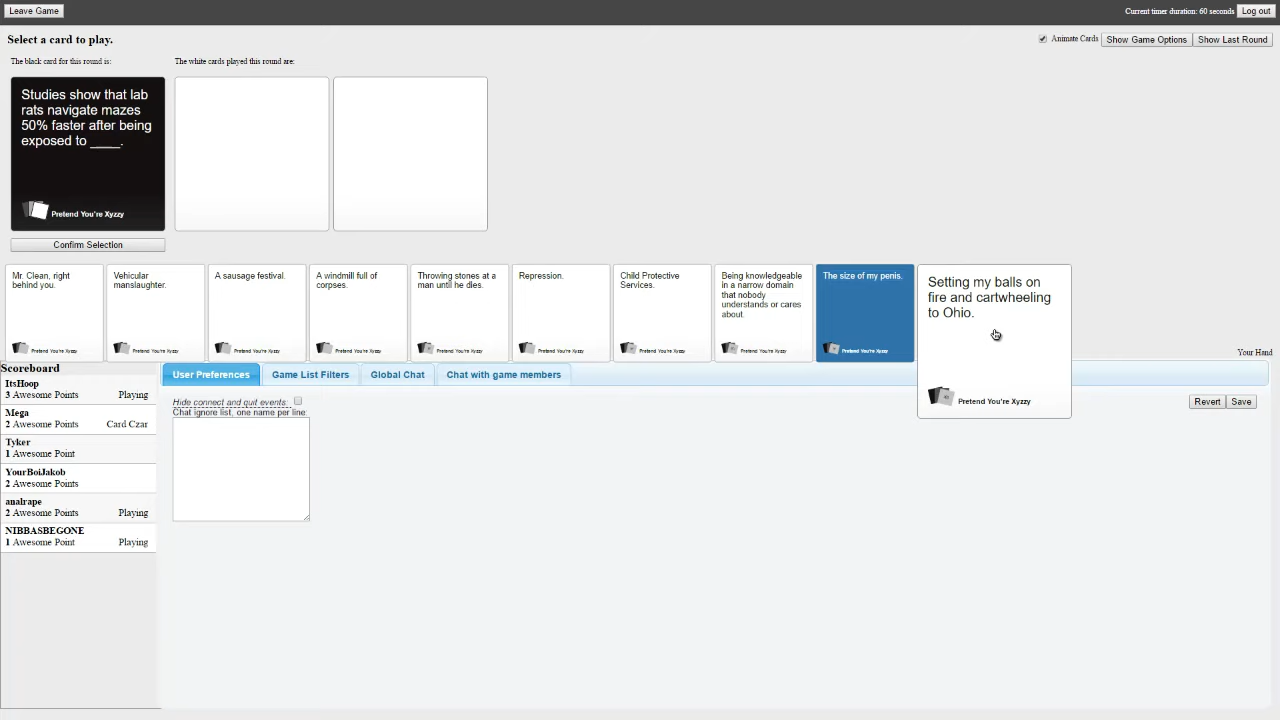 Leave Game
Current timer duration: 60 seconds Log out
Select a card to play.
Animate Cards Show Game Options Show Last Round
The black card for this round is:
The white cards played this round are:
Studies show that lab
rats navigate mazes
50% faster after being
exposed to ____.
Pretend You're Xyzzy
Confirm Selection
Mr. Clean, right
behind you.
Pretend You're Xyzzy
Vehicular
manslaughter.
Pretend You're Xyzzy
A sausage festival.
Pretend You're Xyzzy
A windmill full of
corpses.
Pretend You're Xyzzy
Throwing stones at a
man until he dies.
Pretend You're Xyzzy
Repression.
Pretend You're Xyzzy
Child Protective
Services.
Pretend You're Xyzzy
Being knowledgeable
in a narrow domain
that nobody
understands or cares
about.
Pretend You're Xyzzy
The size of my penis.
Pretend You're Xyzzy
Setting my balls on
fire and cartwheeling
to Ohio.
Pretend You're Xyzzy
Your Hand
Scoreboard
ItsHoop
3 Awesome Points Playing
Mega
2 Awesome Points Card Czar
Tyker
1 Awesome Point
YourBoiJakob
2 Awesome Points
analrape
2 Awesome Points Playing
NIBBASBEGONE
1 Awesome Point Playing
User Preferences Game List Filters Global Chat Chat with game members
Hide connect and quit events:
Chat ignore list, one name per line:
Revert Save